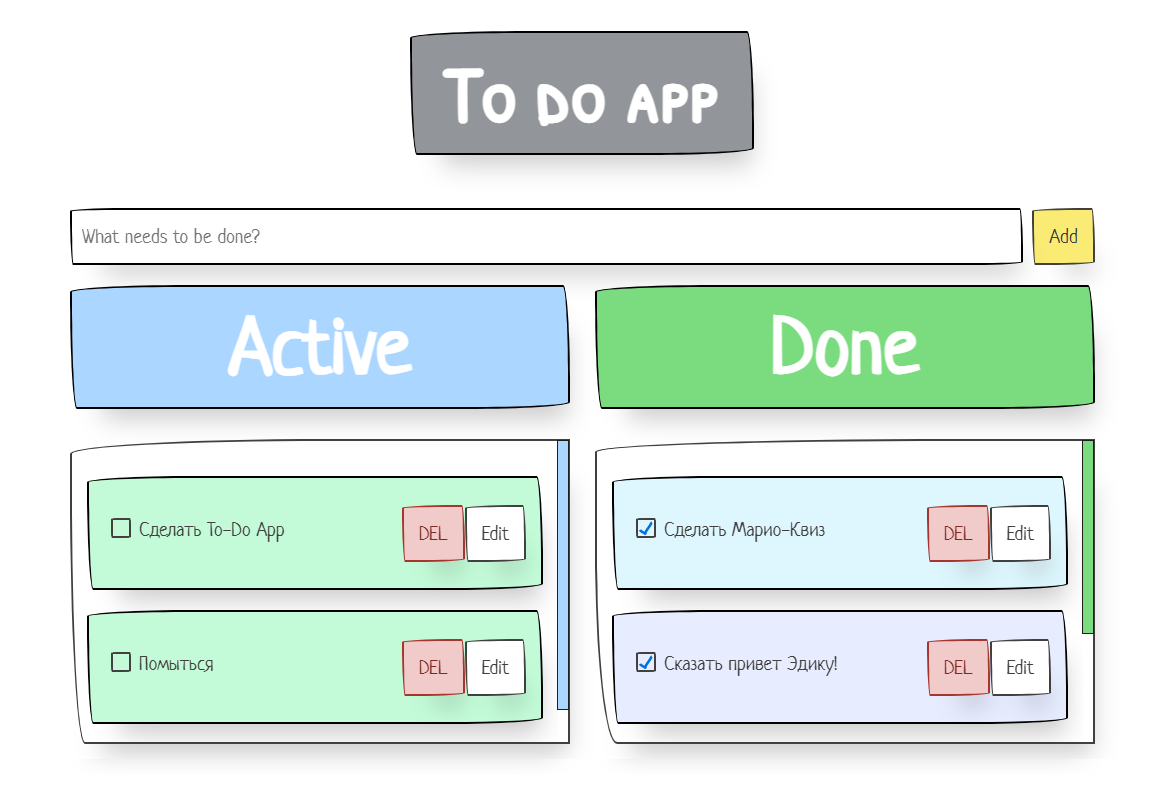 To do app
What needs to be done?
Add
Active
Done
Сделать To-Do App
DEL
Edit
Помыться
DEL
Edit
Сделать Марио-Квиз
DEL
Edit
Сказать привет Эдику!
DEL
Edit